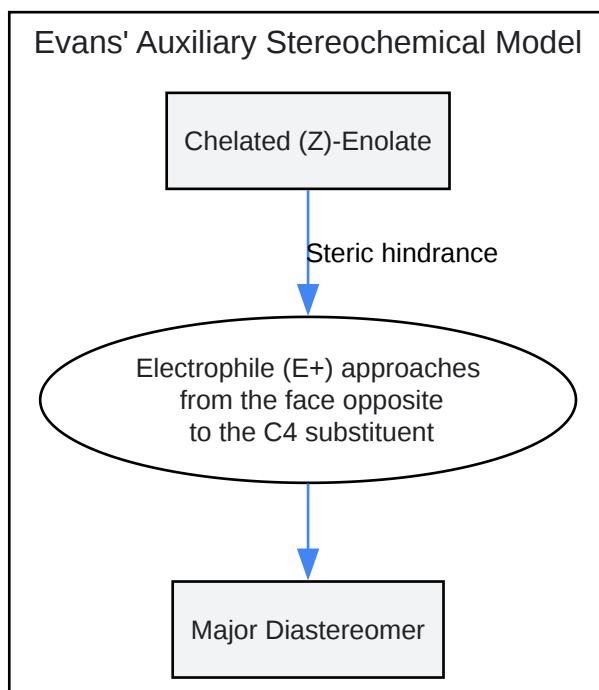 Evans' Auxiliary Stereochemical Model
Chelated (Z)-Enolate
Steric hindrance
Electrophile (E+) approaches
from the face opposite
to the C4 substituent
Major Diastereomer